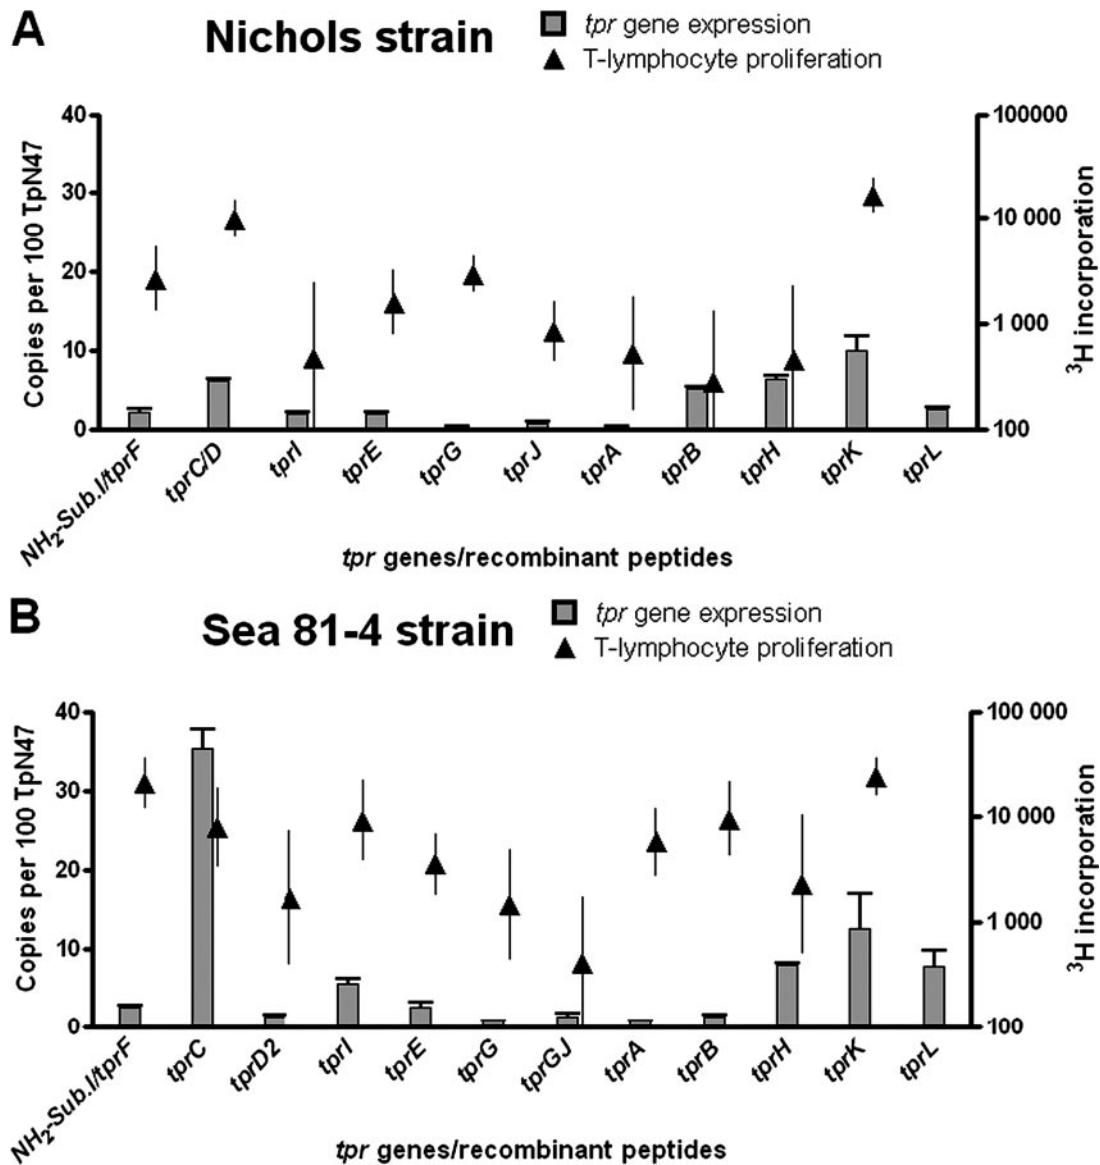 A
Nichols strain
tpr gene expression
T-lymphocyte proliferation
Copies per 100 TpN47
40
30
20
10
0
100000
10 000
1 000
100
³H incorporation
NH₂-Sub.I/tprF
tprC/D
tprI
tprE
tprG
tprJ
tprA
tprB
tprH
tprK
tprL
tpr genes/recombinant peptides
B
Sea 81-4 strain
tpr gene expression
T-lymphocyte proliferation
Copies per 100 TpN47
40
30
20
10
0
100 000
10 000
1 000
100
³H incorporation
NH₂-Sub.I/tprF
tprC
tprD2
tprI
tprE
tprG
tprGJ
tprA
tprB
tprH
tprK
tprL
tpr genes/recombinant peptides